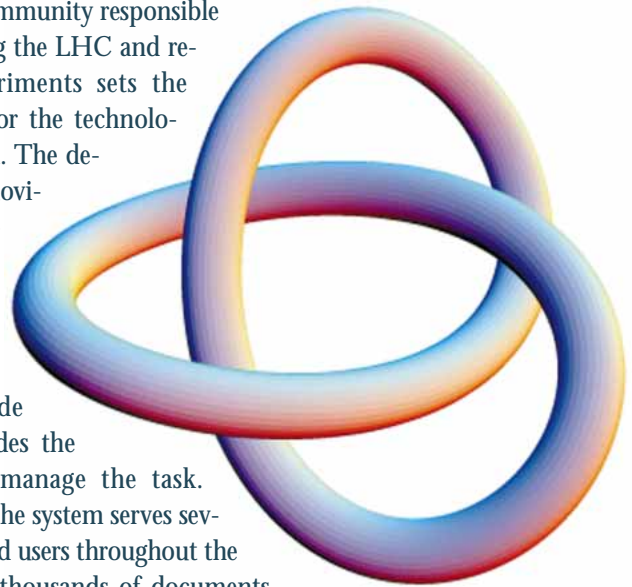 mmunity responsible
g the LHC and re-
riments sets the
or the technolo-
. The de-
ovi-
de
des the
manage the task.
he system serves sev-
d users throughout the
thousands of documents